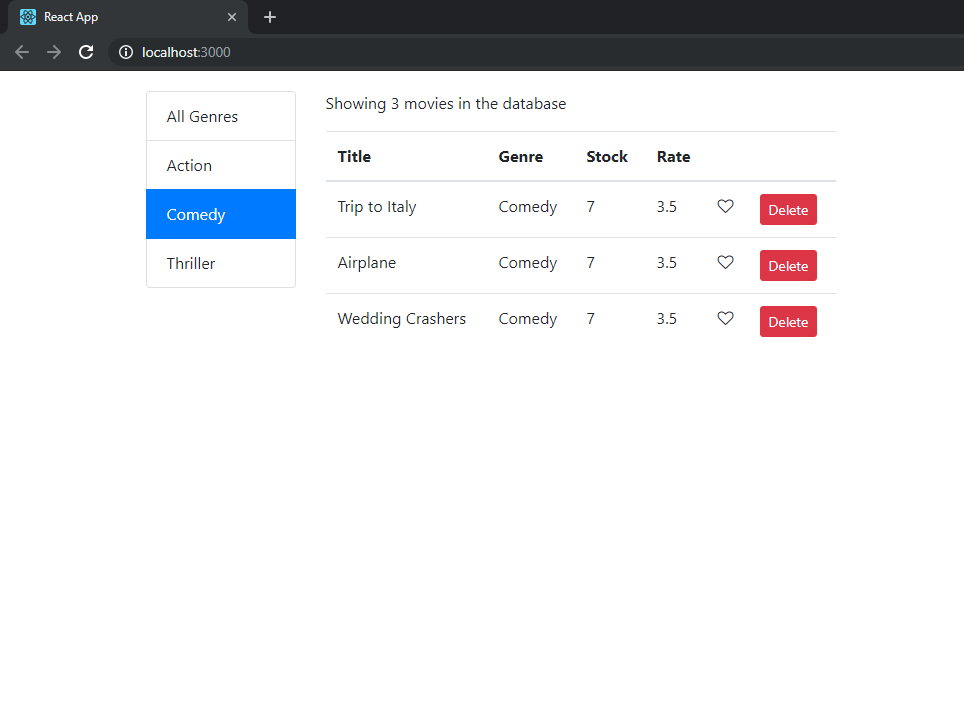 React App
localhost:3000
All Genres
Action
Comedy
Thriller
Showing 3 movies in the database
Title Genre Stock Rate
Trip to Italy Comedy 7 3.5 Delete
Airplane Comedy 7 3.5 Delete
Wedding Crashers Comedy 7 3.5 Delete